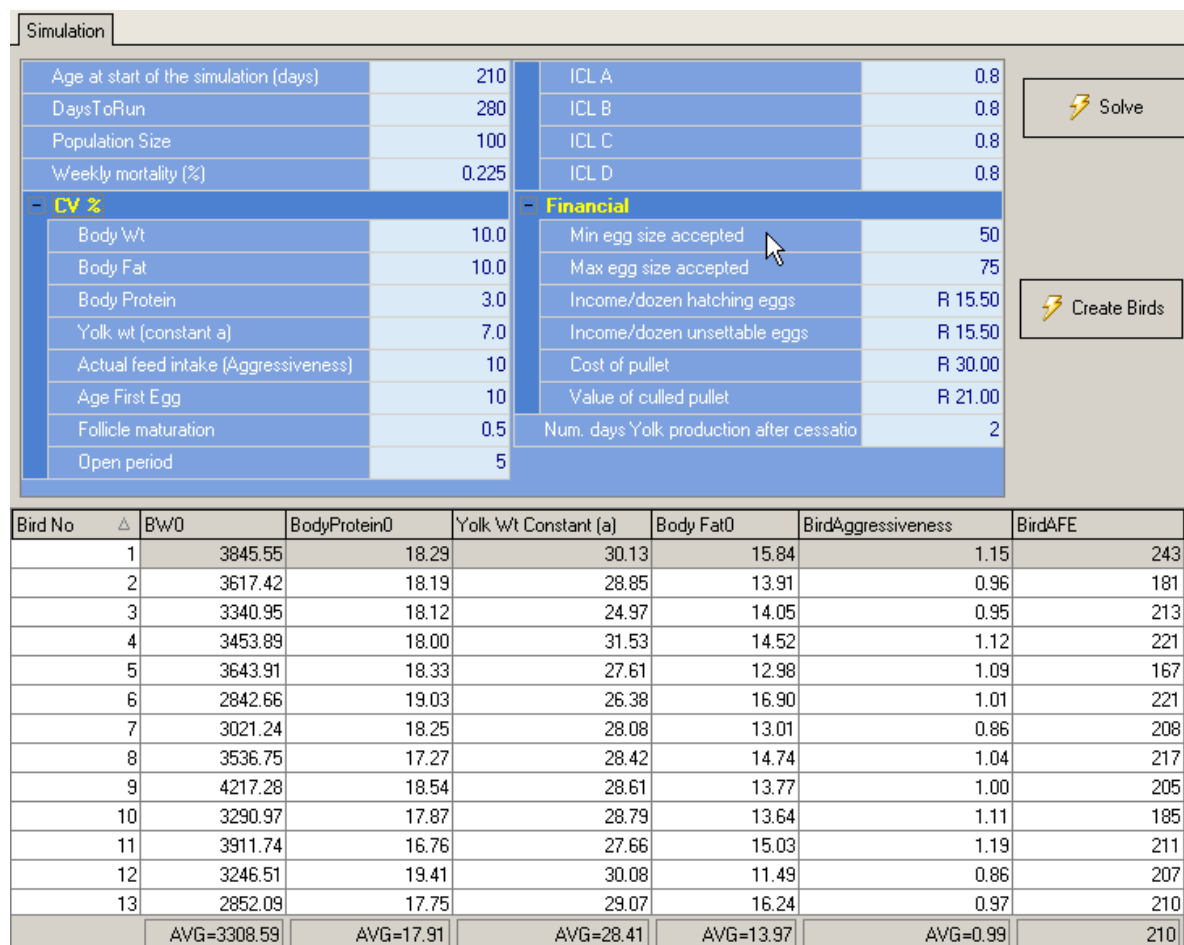 Simulation
Age at start of the simulation (days) 210 ICL A 0.8
DaysToRun 280 ICL B 0.8 Solve
Population Size 100 ICL C 0.8
Weekly mortality (%) 0.225 ICL D 0.8
CV % Financial
Body Wt 10.0 Min egg size accepted 50
Body Fat 10.0 Max egg size accepted 75
Body Protein 3.0 Income/dozen hatching eggs R 15.50 Create Birds
Yolk wt (constant a) 7.0 Income/dozen unsettable eggs R 15.50
Actual feed intake (Aggressiveness) 10 Cost of pullet R 30.00
Age First Egg 10 Value of culled pullet R 21.00
Follicle maturation 0.5 Num. days Yolk production after cessatio 2
Open period 5
Bird No BW0 BodyProtein0 Yolk Wt Constant (a) Body Fat0 BirdAggressiveness BirdAFE
1 3845.55 18.29 30.13 15.84 1.15 243
2 3617.42 18.19 28.85 13.91 0.96 181
3 3340.95 18.12 24.97 14.05 0.95 213
4 3453.89 18.00 31.53 14.52 1.12 221
5 3643.91 18.33 27.61 12.98 1.09 167
6 2842.66 19.03 26.38 16.90 1.01 221
7 3021.24 18.25 28.08 13.01 0.86 208
8 3536.75 17.27 28.42 14.74 1.04 217
9 4217.28 18.54 28.61 13.77 1.00 205
10 3290.97 17.87 28.79 13.64 1.11 185
11 3911.74 16.76 27.66 15.03 1.19 211
12 3246.51 19.41 30.08 11.49 0.86 207
13 2852.09 17.75 29.07 16.24 0.97 210
AVG=3308.59 AVG=17.91 AVG=28.41 AVG=13.97 AVG=0.99 210